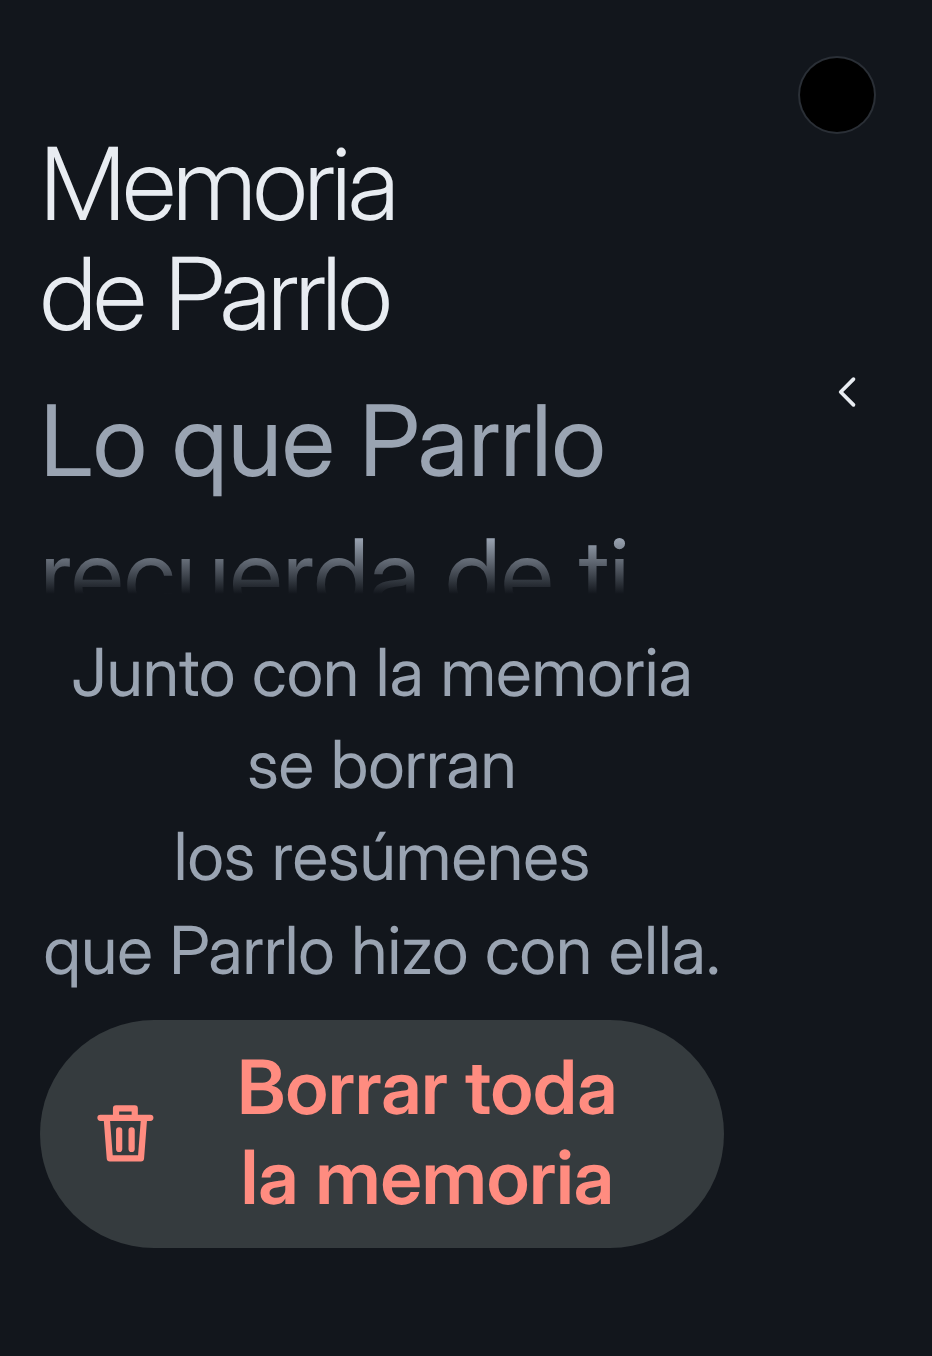 Memoria
de Parrlo
Lo que Parrlo
recuerda de ti
Junto con la memoria
se borran
los resúmenes
que Parrlo hizo con ella.
Borrar toda
la memoria